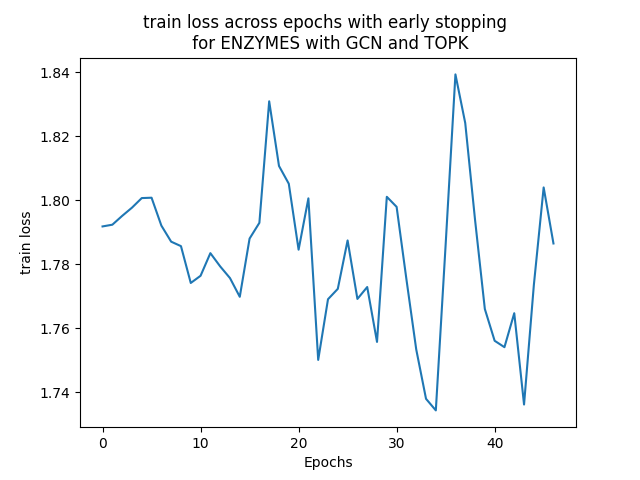 train loss across epochs with early stopping
for ENZYMES with GCN and TOPK
1.84
1.82
1.80
1.78
1.76
1.74
train loss
0
10
20
30
40
Epochs